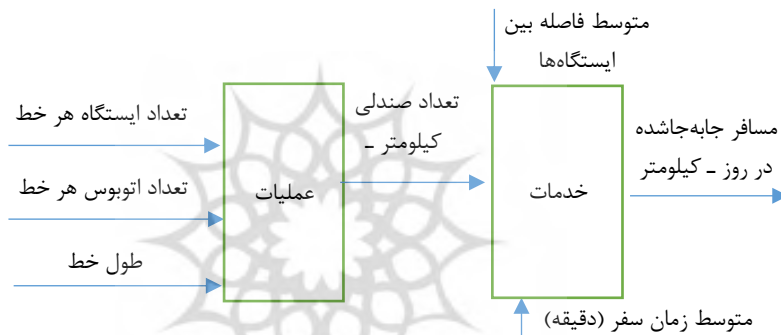 متوسط فاصله بین
ایستگاه‌ها
تعداد ایستگاه هر خط
تعداد اتوبوس هر خط
طول خط
عملیات
تعداد صندلی
ـ کیلومتر
خدمات
مسافر جابه‌جاشده
در روز ـ کیلومتر
متوسط زمان سفر (دقیقه)